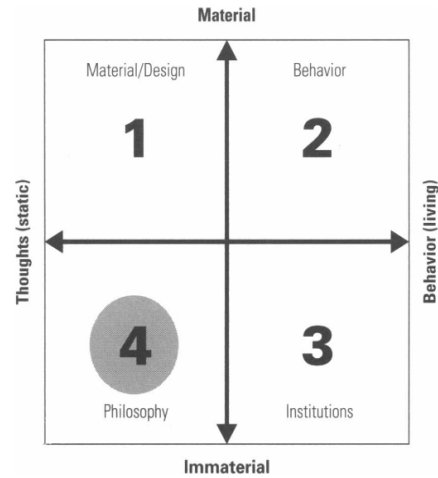 Material
Material/Design
Behavior
1
2
Thoughts (static)
Behavior (living)
4
3
Philosophy
Institutions
Immaterial